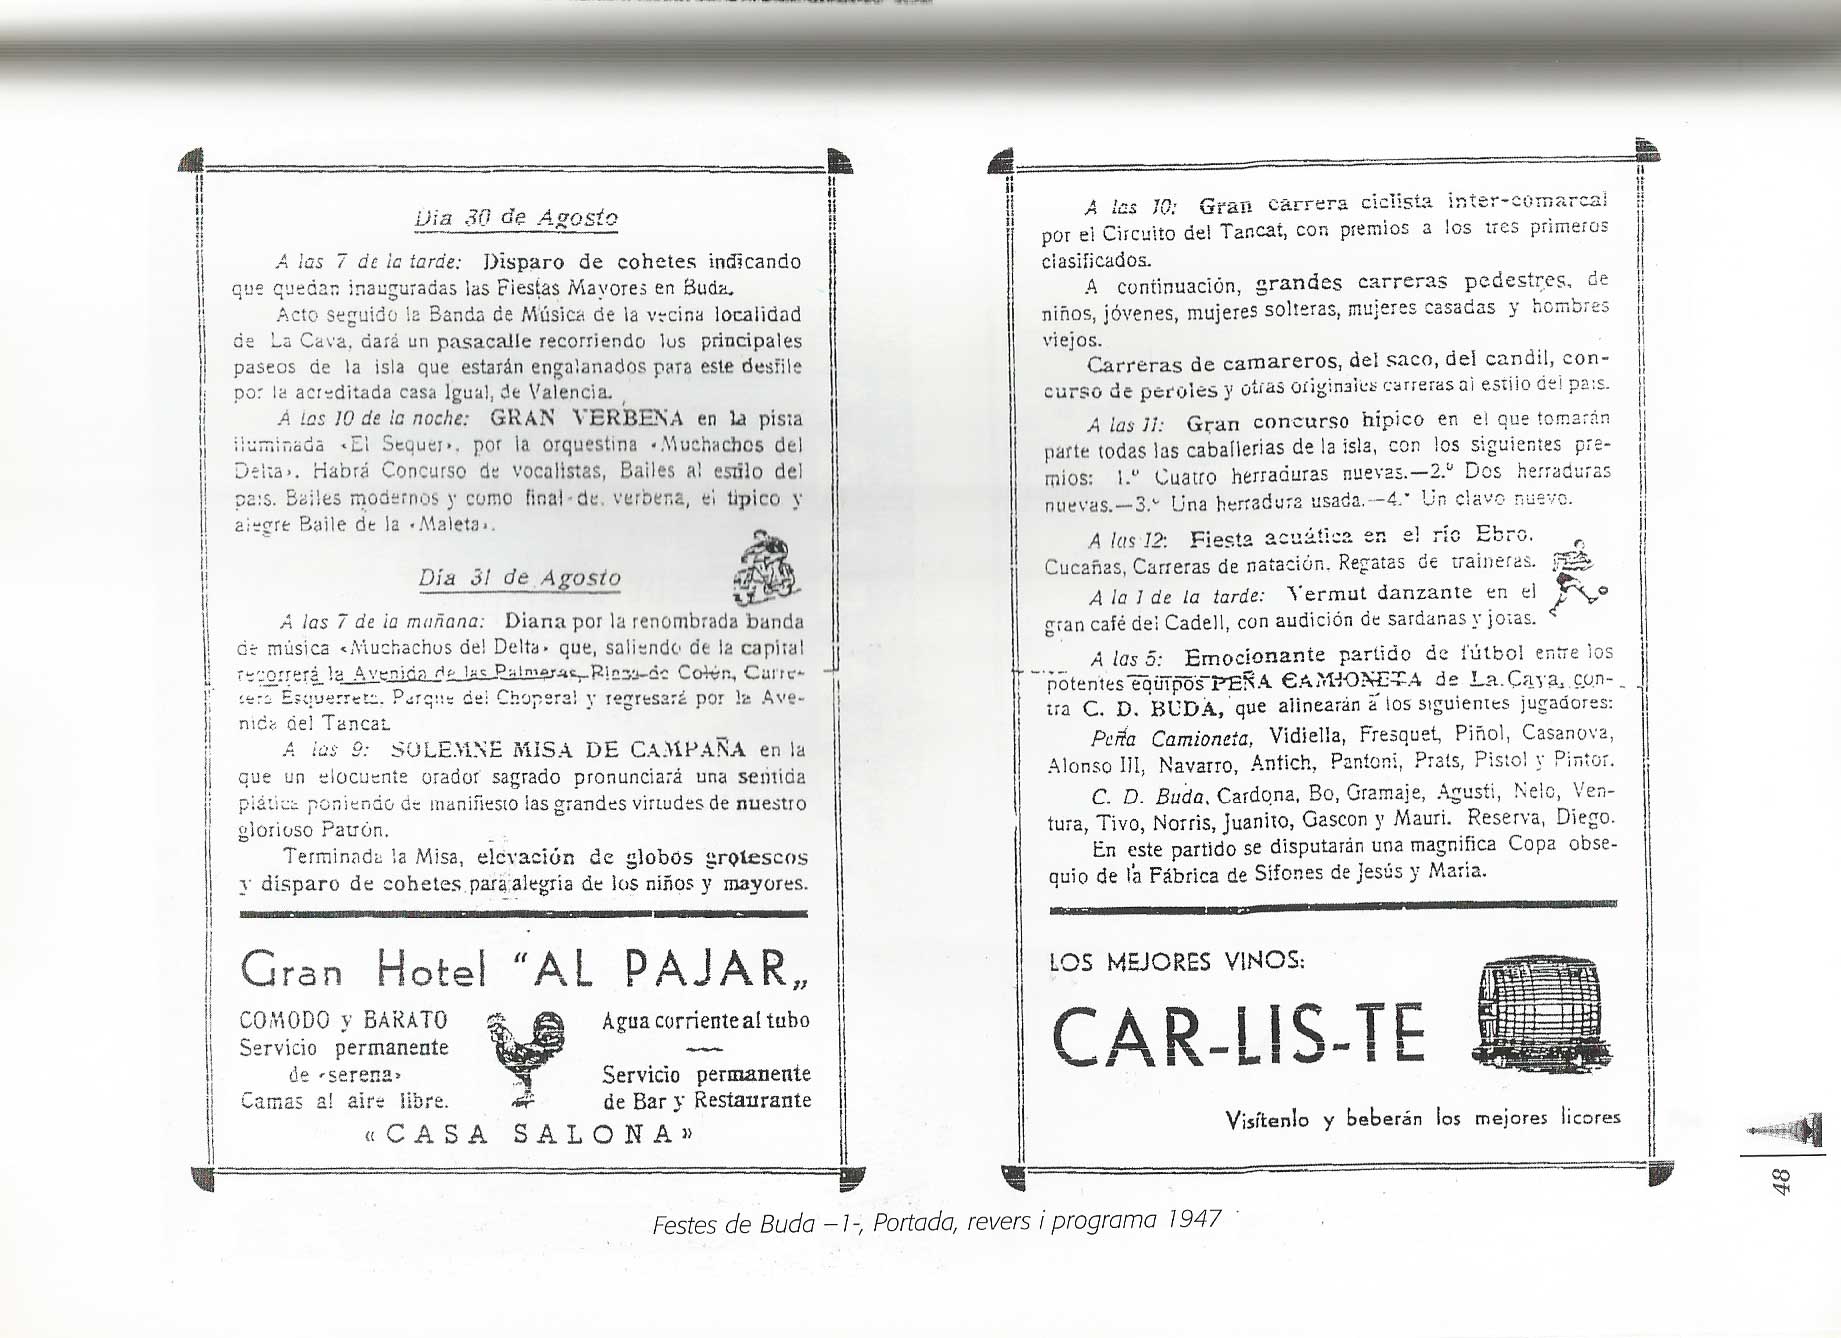 Día 30 de Agosto
A las 7 de la tarde: Disparo de cohetes indicando
que quedan inauguradas las Fiestas Mayores en Buda.
Acto seguido la Banda de Música de la vecina localidad
de La Cava, dará un pasacalle recorriendo los principales
paseos de la isla que estarán engalanados para este desfile
por la acreditada casa Igual, de Valencia.
A las 10 de la noche: GRAN VERBENA en la pista
iluminada «El Sequer», por la orquestina «Muchachos del
Delta». Habrá Concurso de vocalistas, Bailes al estilo del
pais. Bailes modernos y como final de verbena, el típico y
alegre Baile de la «Maleta».
Día 31 de Agosto
A las 7 de la mañana: Diana por la renombrada banda
de música «Muchachos del Delta» que, saliendo de la capital
recorrerá la Avenida de las Palmeras, Plaza de Colón, Carre-
tera Esquerreta, Parque del Choperal y regresará por la Ave-
nida del Tancat.
A las 9: SOLEMNE MISA DE CAMPAÑA en la
que un elocuente orador sagrado pronunciará una sentida
plática poniendo de manifiesto las grandes virtudes de nuestro
glorioso Patrón.
Terminada la Misa, elevación de globos grotescos
y disparo de cohetes para alegria de los niños y mayores.
Gran Hotel "AL PAJAR„
COMODO y BARATO
Servicio permanente
de «serena»
Camas al aire libre.
Agua corriente al tubo
Servicio permanente
de Bar y Restaurante
«CASA SALONA»
A las 10: Gran carrera ciclista inter-comarcal
por el Circuito del Tancat, con premios a los tres primeros
clasificados.
A continuación, grandes carreras pedestres, de
niños, jóvenes, mujeres solteras, mujeres casadas y hombres
viejos.
Carreras de camareros, del saco, del candil, con-
curso de peroles y otras originales carreras al estilo del pais.
A las 11: Gran concurso hípico en el que tomarán
parte todas las caballerias de la isla, con los siguientes pre-
mios: 1.º Cuatro herraduras nuevas.—2.º Dos herraduras
nuevas.—3.º Una herradura usada.—4.º Un clavo nuevo.
A las 12: Fiesta acuática en el río Ebro.
Cucañas, Carreras de natación. Regatas de traineras.
A la 1 de la tarde: Vermut danzante en el
gran café del Cadell, con audición de sardanas y jotas.
A las 5: Emocionante partido de fútbol entre los
potentes equipos PEÑA CAMIONETA de La Cava, con-
tra C. D. BUDA, que alinearán a los siguientes jugadores:
Peña Camioneta, Vidiella, Fresquet, Piñol, Casanova,
Alonso III, Navarro, Antich, Pantoni, Prats, Pistol y Pintor.
C. D. Buda, Cardona, Bo, Gramaje, Agusti, Nelo, Ven-
tura, Tivo, Norris, Juanito, Gascon y Mauri. Reserva, Diego.
En este partido se disputarán una magnifica Copa obse-
quio de la Fábrica de Sifones de Jesús y Maria.
LOS MEJORES VINOS:
CAR-LIS-TE
Visítenlo y beberán los mejores licores
Festes de Buda –1-, Portada, revers i programa 1947
48